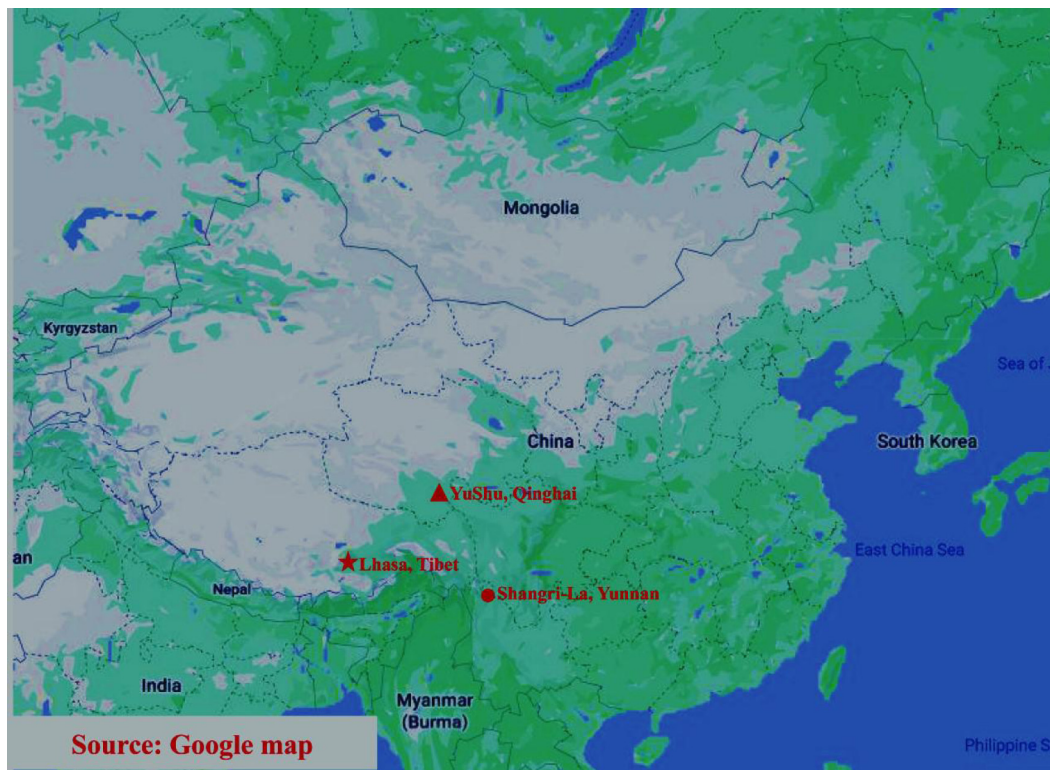 Mongolia
Kyrgyzstan
Sea of
China
South Korea
YuShu, Qinghai
East China Sea
an
Lhasa, Tibet
Nepal
Shangri-La, Yunnan
India
Myanmar
(Burma)
Source: Google map
Philippine S